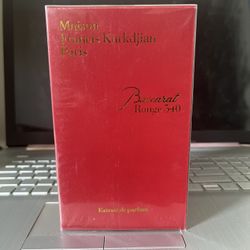 Maison
Francis Kurkdjian
Paris
Baccarat
Rouge 540
Extrait de parfum